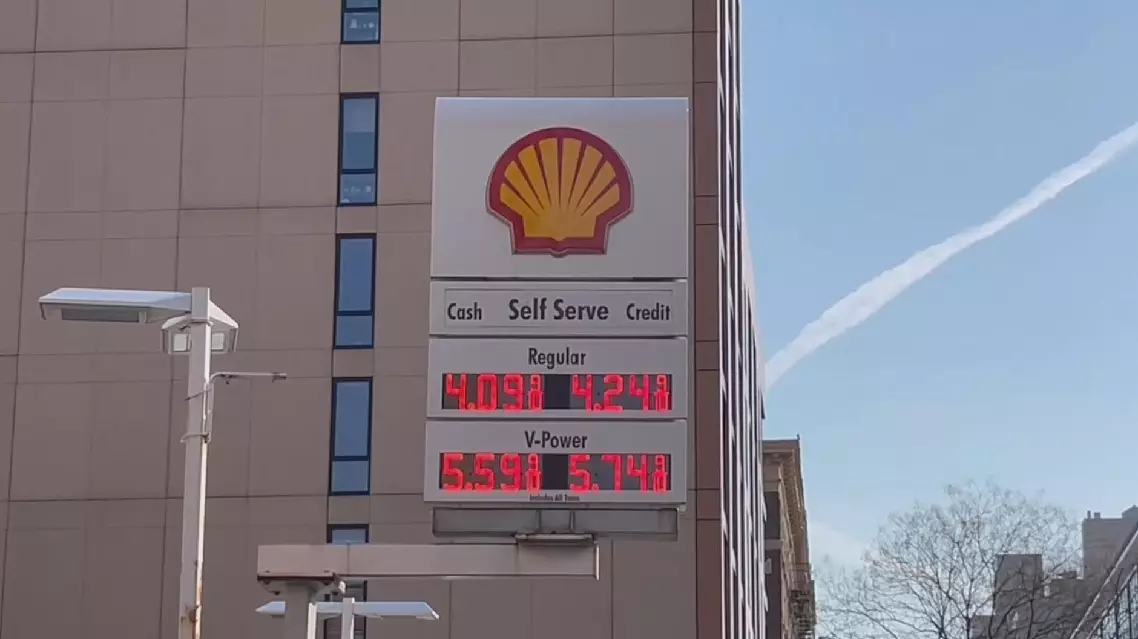 Cash Self Serve Credit
Regular
4.09 9/10 4.24 9/10
V-Power
5.59 9/10 5.74 9/10
Includes All Taxes